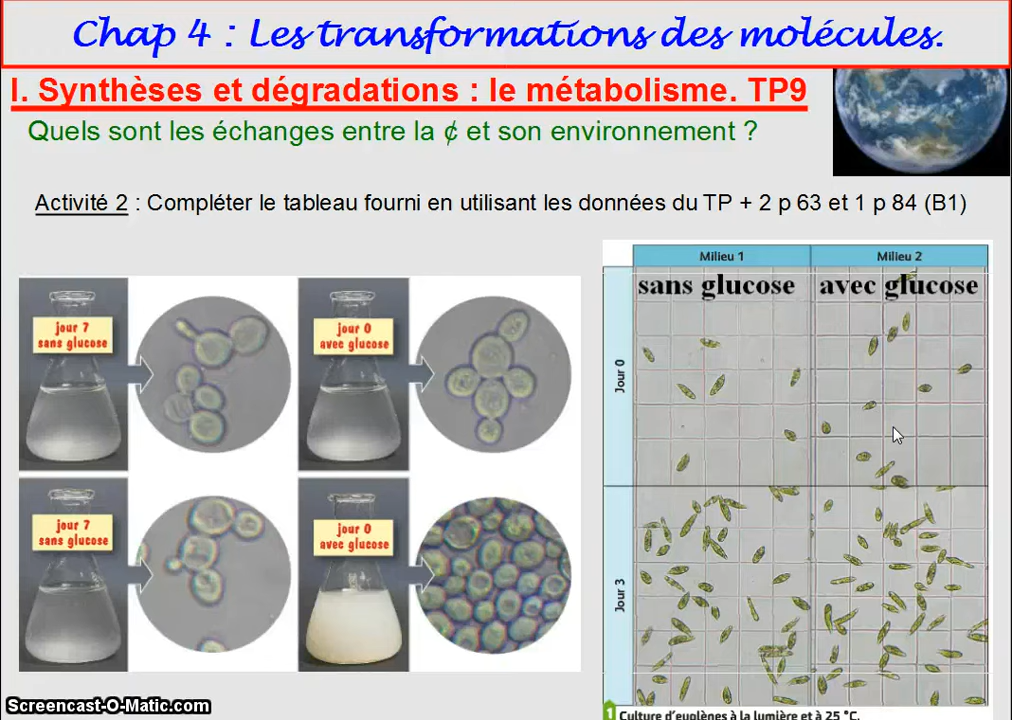 Chap 4 : Les transformations des molécules.
I. Synthèses et dégradations : le métabolisme. TP9
Quels sont les échanges entre la ¢ et son environnement ?
Activité 2 : Compléter le tableau fourni en utilisant les données du TP + 2 p 63 et 1 p 84 (B1)
jour 7
sans glucose
jour 0
avec glucose
jour 7
sans glucose
jour 0
avec glucose
Milieu 1
Milieu 2
sans glucose
avec glucose
Jour 0
Jour 3
1 Culture d'euglènes à la lumière et à 25 °C.
Screencast-O-Matic.com